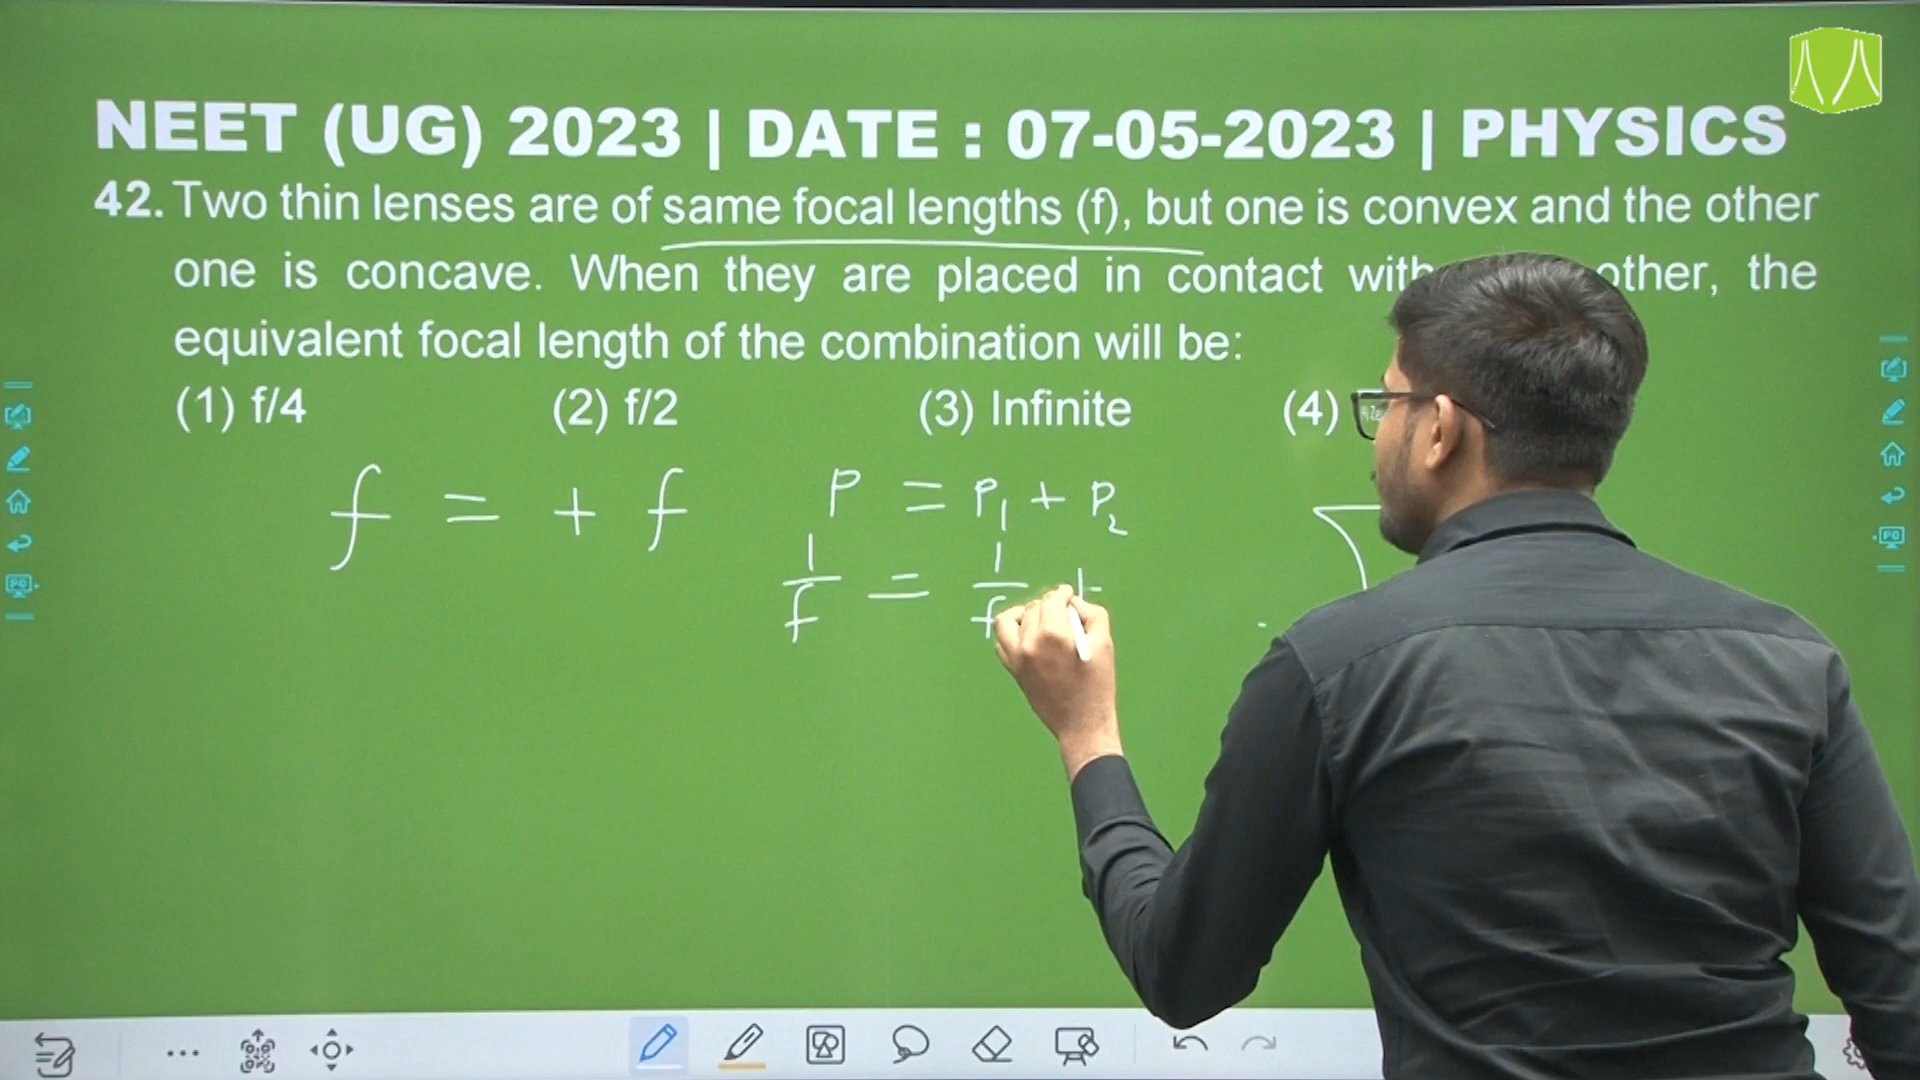 NEET (UG) 2023 | DATE : 07-05-2023 | PHYSICS
42. Two thin lenses are of same focal lengths (f), but one is convex and the other
one is concave. When they are placed in contact with other, the
equivalent focal length of the combination will be:
(1) f/4 (2) f/2 (3) Infinite (4)
f = + f
P = P₁ + P₂
1/f = 1/f +